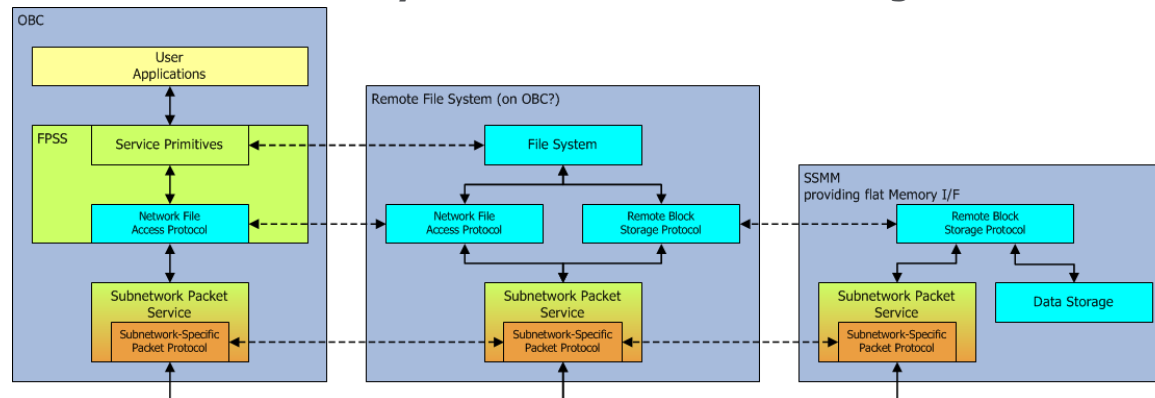 OBC
User
Applications
FPSS
Service Primitives
Network File
Access Protocol
Subnetwork Packet
Service
Subnetwork-Specific
Packet Protocol
Remote File System (on OBC?)
File System
Network File
Access Protocol
Remote Block
Storage Protocol
Subnetwork Packet
Service
Subnetwork-Specific
Packet Protocol
SSMM
providing flat Memory I/F
Remote Block
Storage Protocol
Subnetwork Packet
Service
Subnetwork-Specific
Packet Protocol
Data Storage